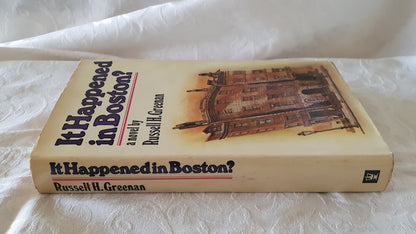 It Happened
in Boston?
a novel by
Russell H. Greenan
It Happened in Boston?
Russell H. Greenan